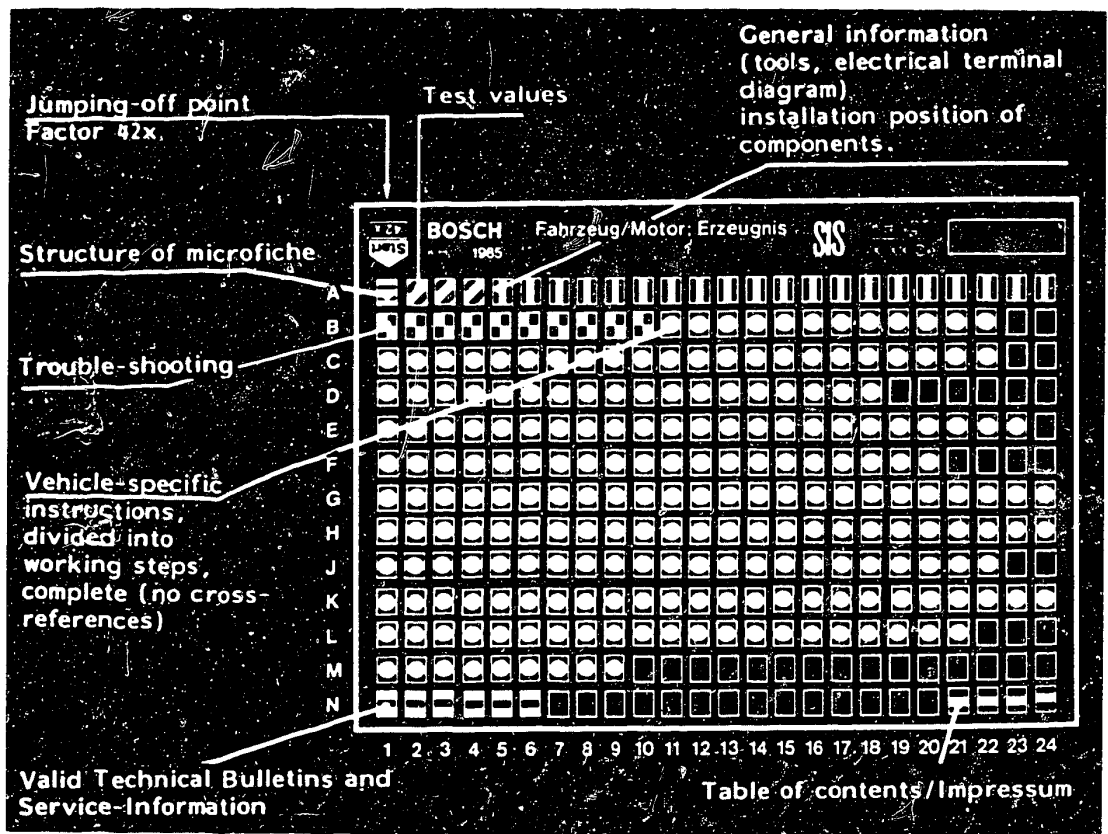 General information
(tools, electrical terminal
diagram)
installation position of
components.
Jumping-off point
Factor 42x
Test values
Start
42 x
BOSCH
1985
Fahrzeug/Motor: Erzeugnis
SIS
Structure of microfiche
Trouble-shooting
Vehicle-specific
instructions,
divided into
working steps,
complete (no cross-
references)
A
B
C
D
E
F
G
H
J
K
L
M
N
1 2 3 4 5 6 7 8 9 10 11 12 13 14 15 16 17 18 19 20 21 22 23 24
Valid Technical Bulletins and
Service-Information
Table of contents/Impressum